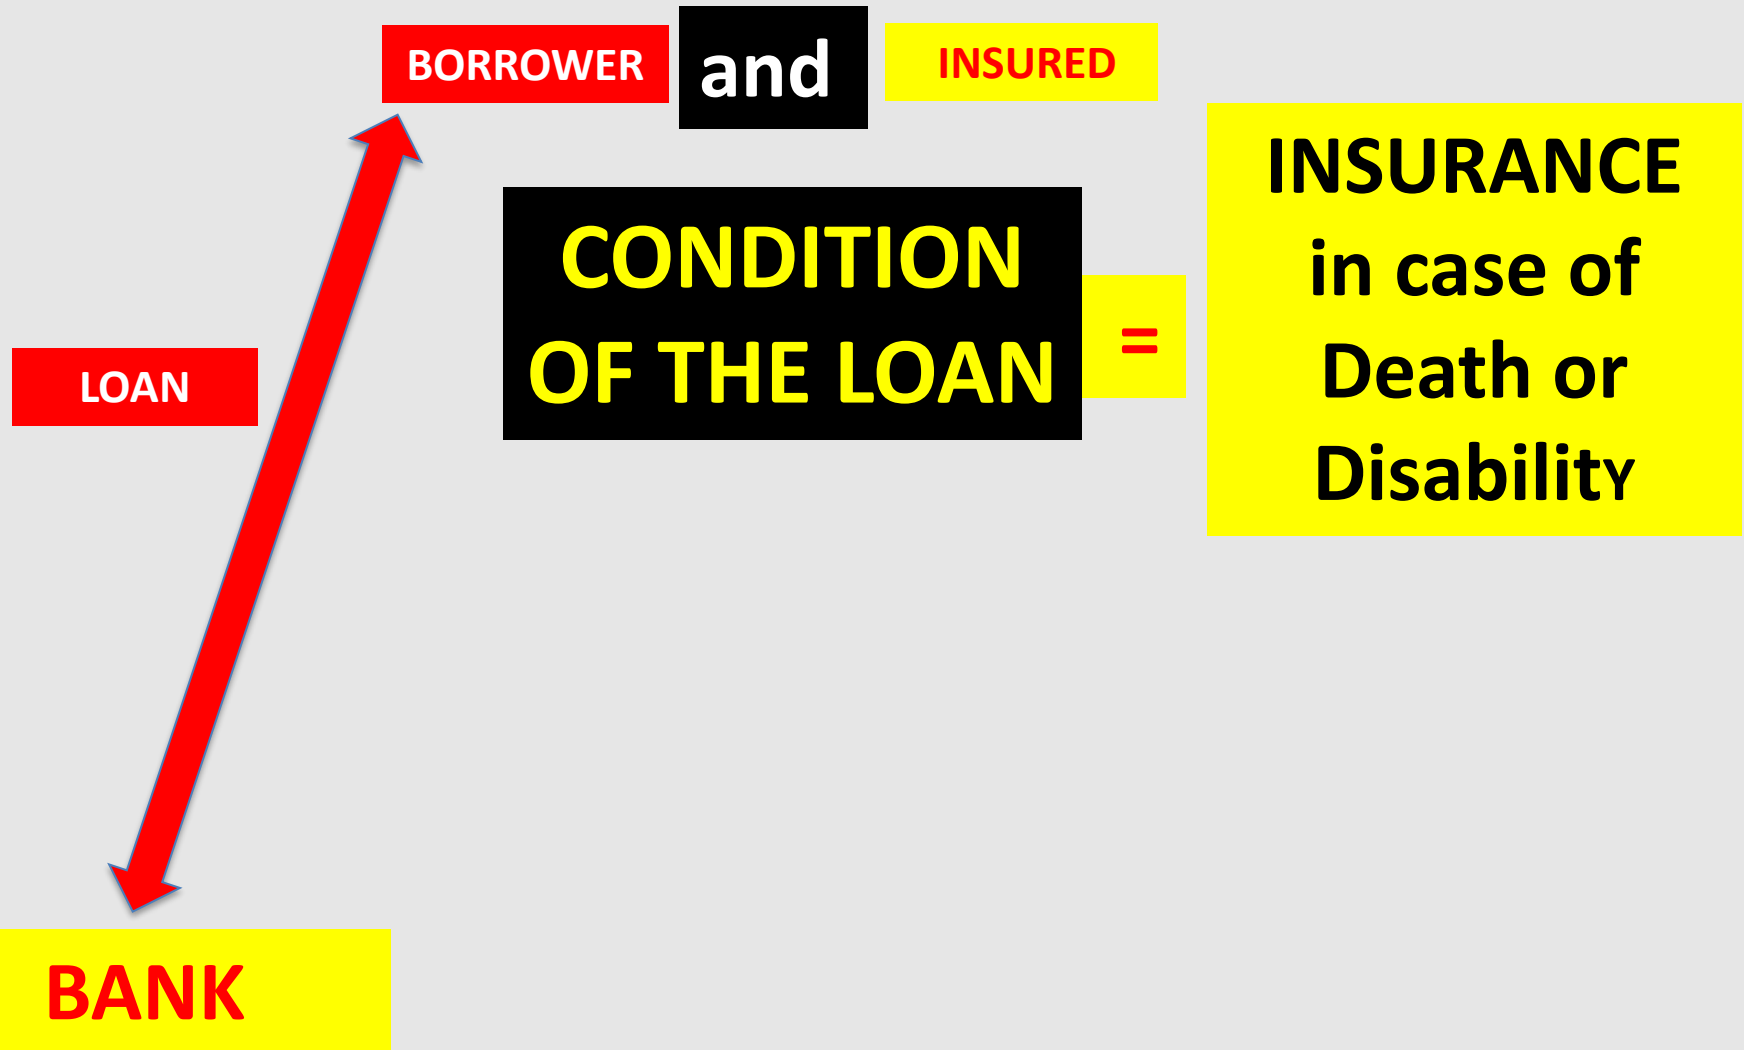 BORROWER and INSURED
CONDITION
OF THE LOAN
=
INSURANCE
in case of
Death or
DisabilitY
LOAN
BANK